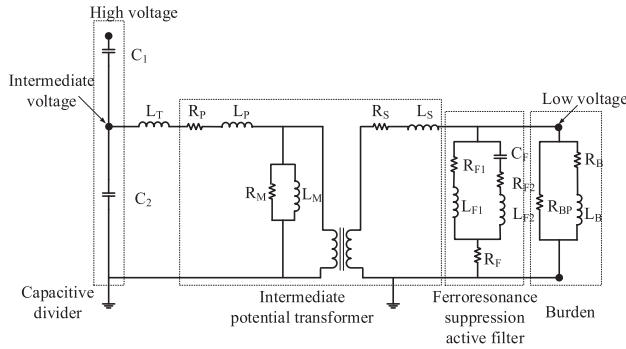 High voltage
C1
Intermediate
voltage
LT
RP
LP
RS
LS
Low voltage
C2
RM
LM
RF1
CF
RF2
LF1
LF2
RF
RB
RBP
LB
Capacitive
divider
Intermediate
potential transformer
Ferroresonance
suppression
active filter
Burden